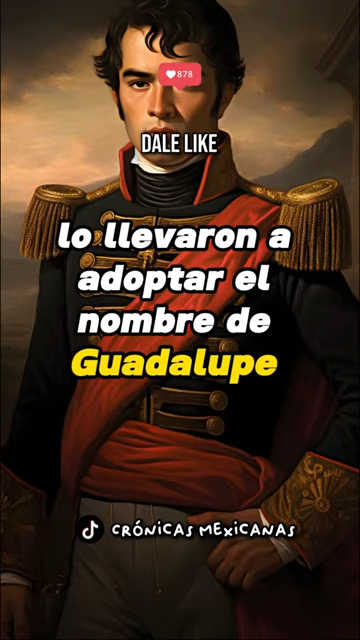 878
DALE LIKE
lo llevaron a
adoptar el
nombre de
Guadalupe
CRÓNICAS MEXICANAS